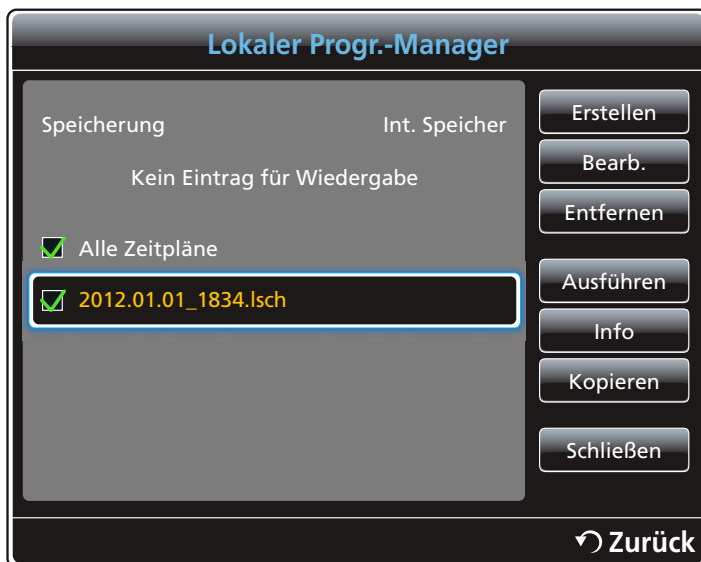 Lokaler Progr.-Manager
Speicherung Int. Speicher
Kein Eintrag für Wiedergabe
Alle Zeitpläne
2012.01.01_1834.lsch
Erstellen
Bearb.
Entfernen
Ausführen
Info
Kopieren
Schließen
Zurück